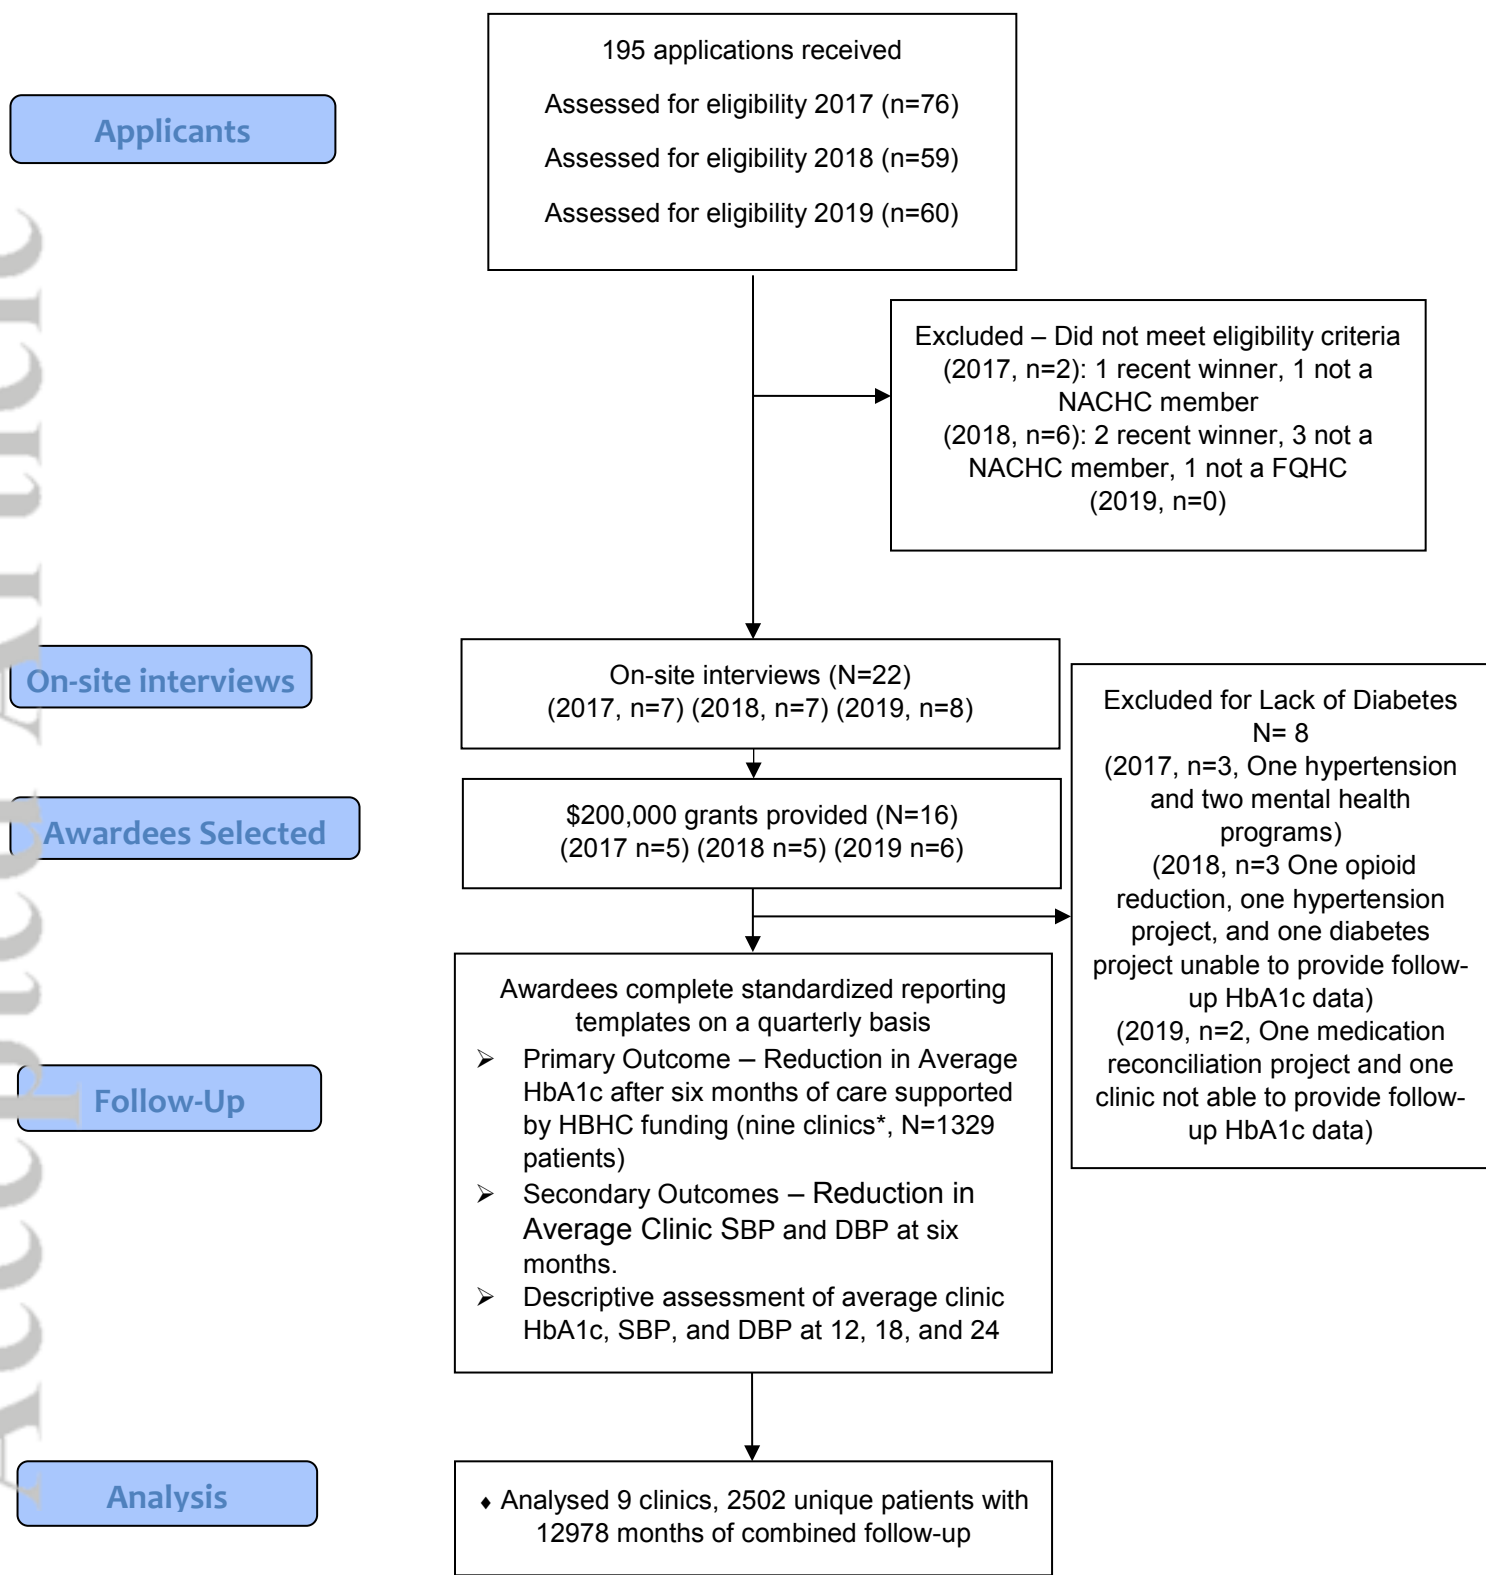 195 applications received
Assessed for eligibility 2017 (n=76)
Assessed for eligibility 2018 (n=59)
Assessed for eligibility 2019 (n=60)
Applicants
Excluded – Did not meet eligibility criteria
(2017, n=2): 1 recent winner, 1 not a
NACHC member
(2018, n=6): 2 recent winner, 3 not a
NACHC member, 1 not a FQHC
(2019, n=0)
On-site interviews
On-site interviews (N=22)
(2017, n=7) (2018, n=7) (2019, n=8)
Excluded for Lack of Diabetes
N= 8
(2017, n=3, One hypertension
and two mental health
programs)
(2018, n=3 One opioid
reduction, one hypertension
project, and one diabetes
project unable to provide follow-
up HbA1c data)
(2019, n=2, One medication
reconciliation project and one
clinic not able to provide follow-
up HbA1c data)
Awardees Selected
$200,000 grants provided (N=16)
(2017 n=5) (2018 n=5) (2019 n=6)
Follow-Up
Awardees complete standardized reporting
templates on a quarterly basis
➢ Primary Outcome – Reduction in Average
HbA1c after six months of care supported
by HBHC funding (nine clinics*, N=1329
patients)
➢ Secondary Outcomes – Reduction in
Average Clinic SBP and DBP at six
months.
➢ Descriptive assessment of average clinic
HbA1c, SBP, and DBP at 12, 18, and 24
Analysis
♦ Analysed 9 clinics, 2502 unique patients with
12978 months of combined follow-up
Accepted Article